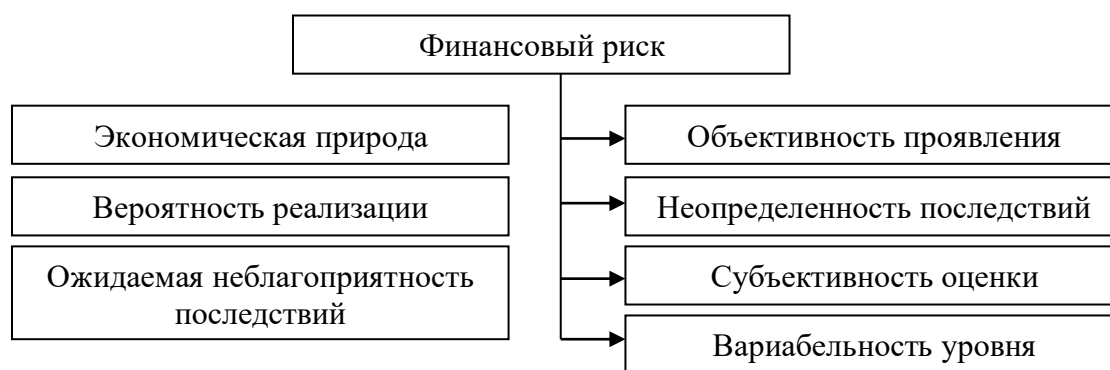 Финансовый риск
Экономическая природа
Вероятность реализации
Ожидаемая неблагоприятность
последствий
Объективность проявления
Неопределенность последствий
Субъективность оценки
Вариабельность уровня